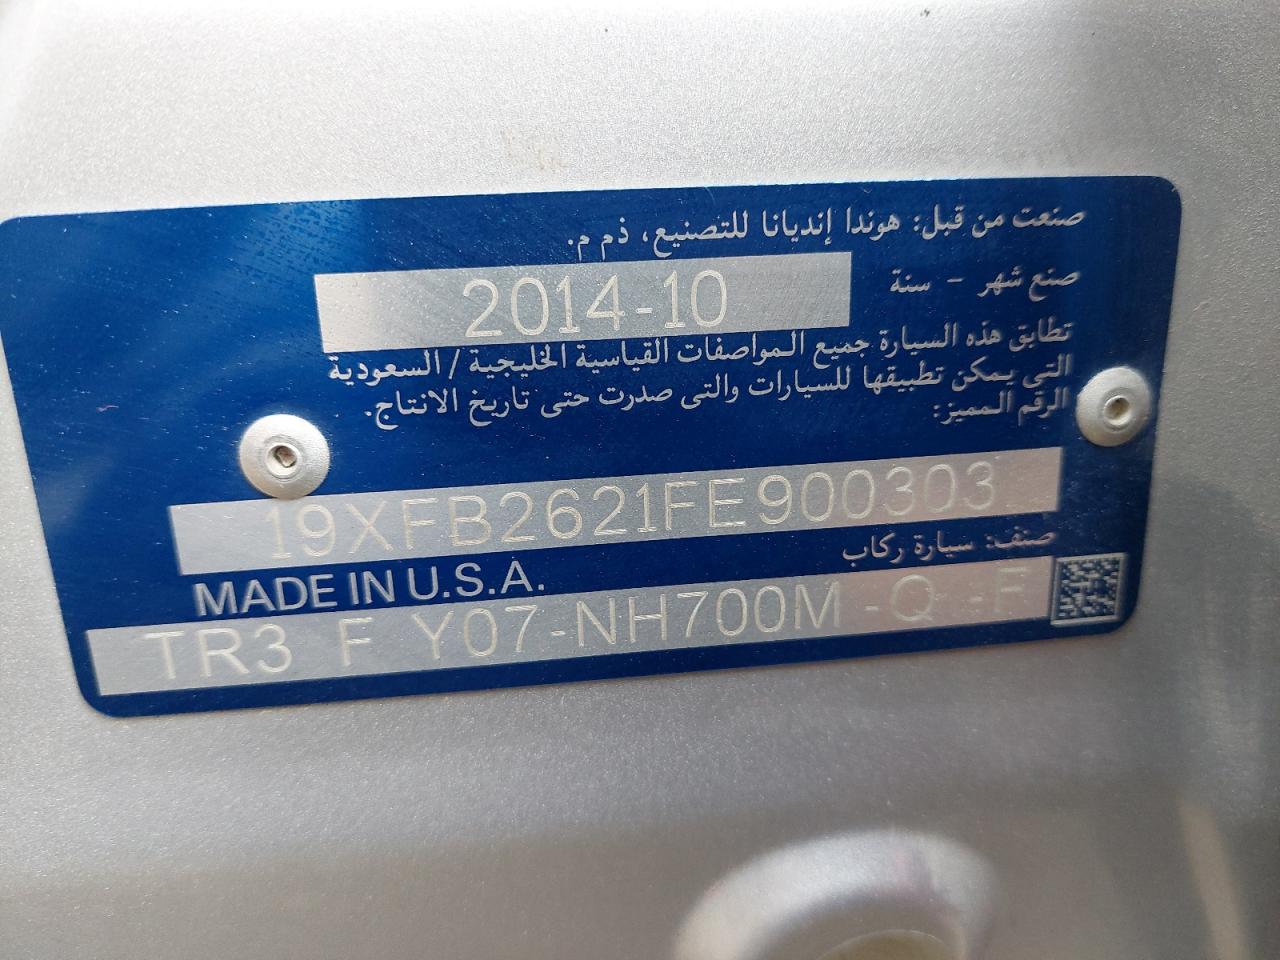 صنعت من قبل: هوندا إنديانا للتصنيع، ذم م.
صنع شهر - سنة
2014-10
تطابق هذه السيارة جميع المواصفات القياسية الخليجية / السعودية
التي يمكن تطبيقها للسيارات والتى صدرت حتى تاريخ الانتاج.
الرقم المميز:
19XFB2621FE900303
صنف: سيارة ركاب
MADE IN U.S.A.
TR3 F Y07-NH700M -Q -F